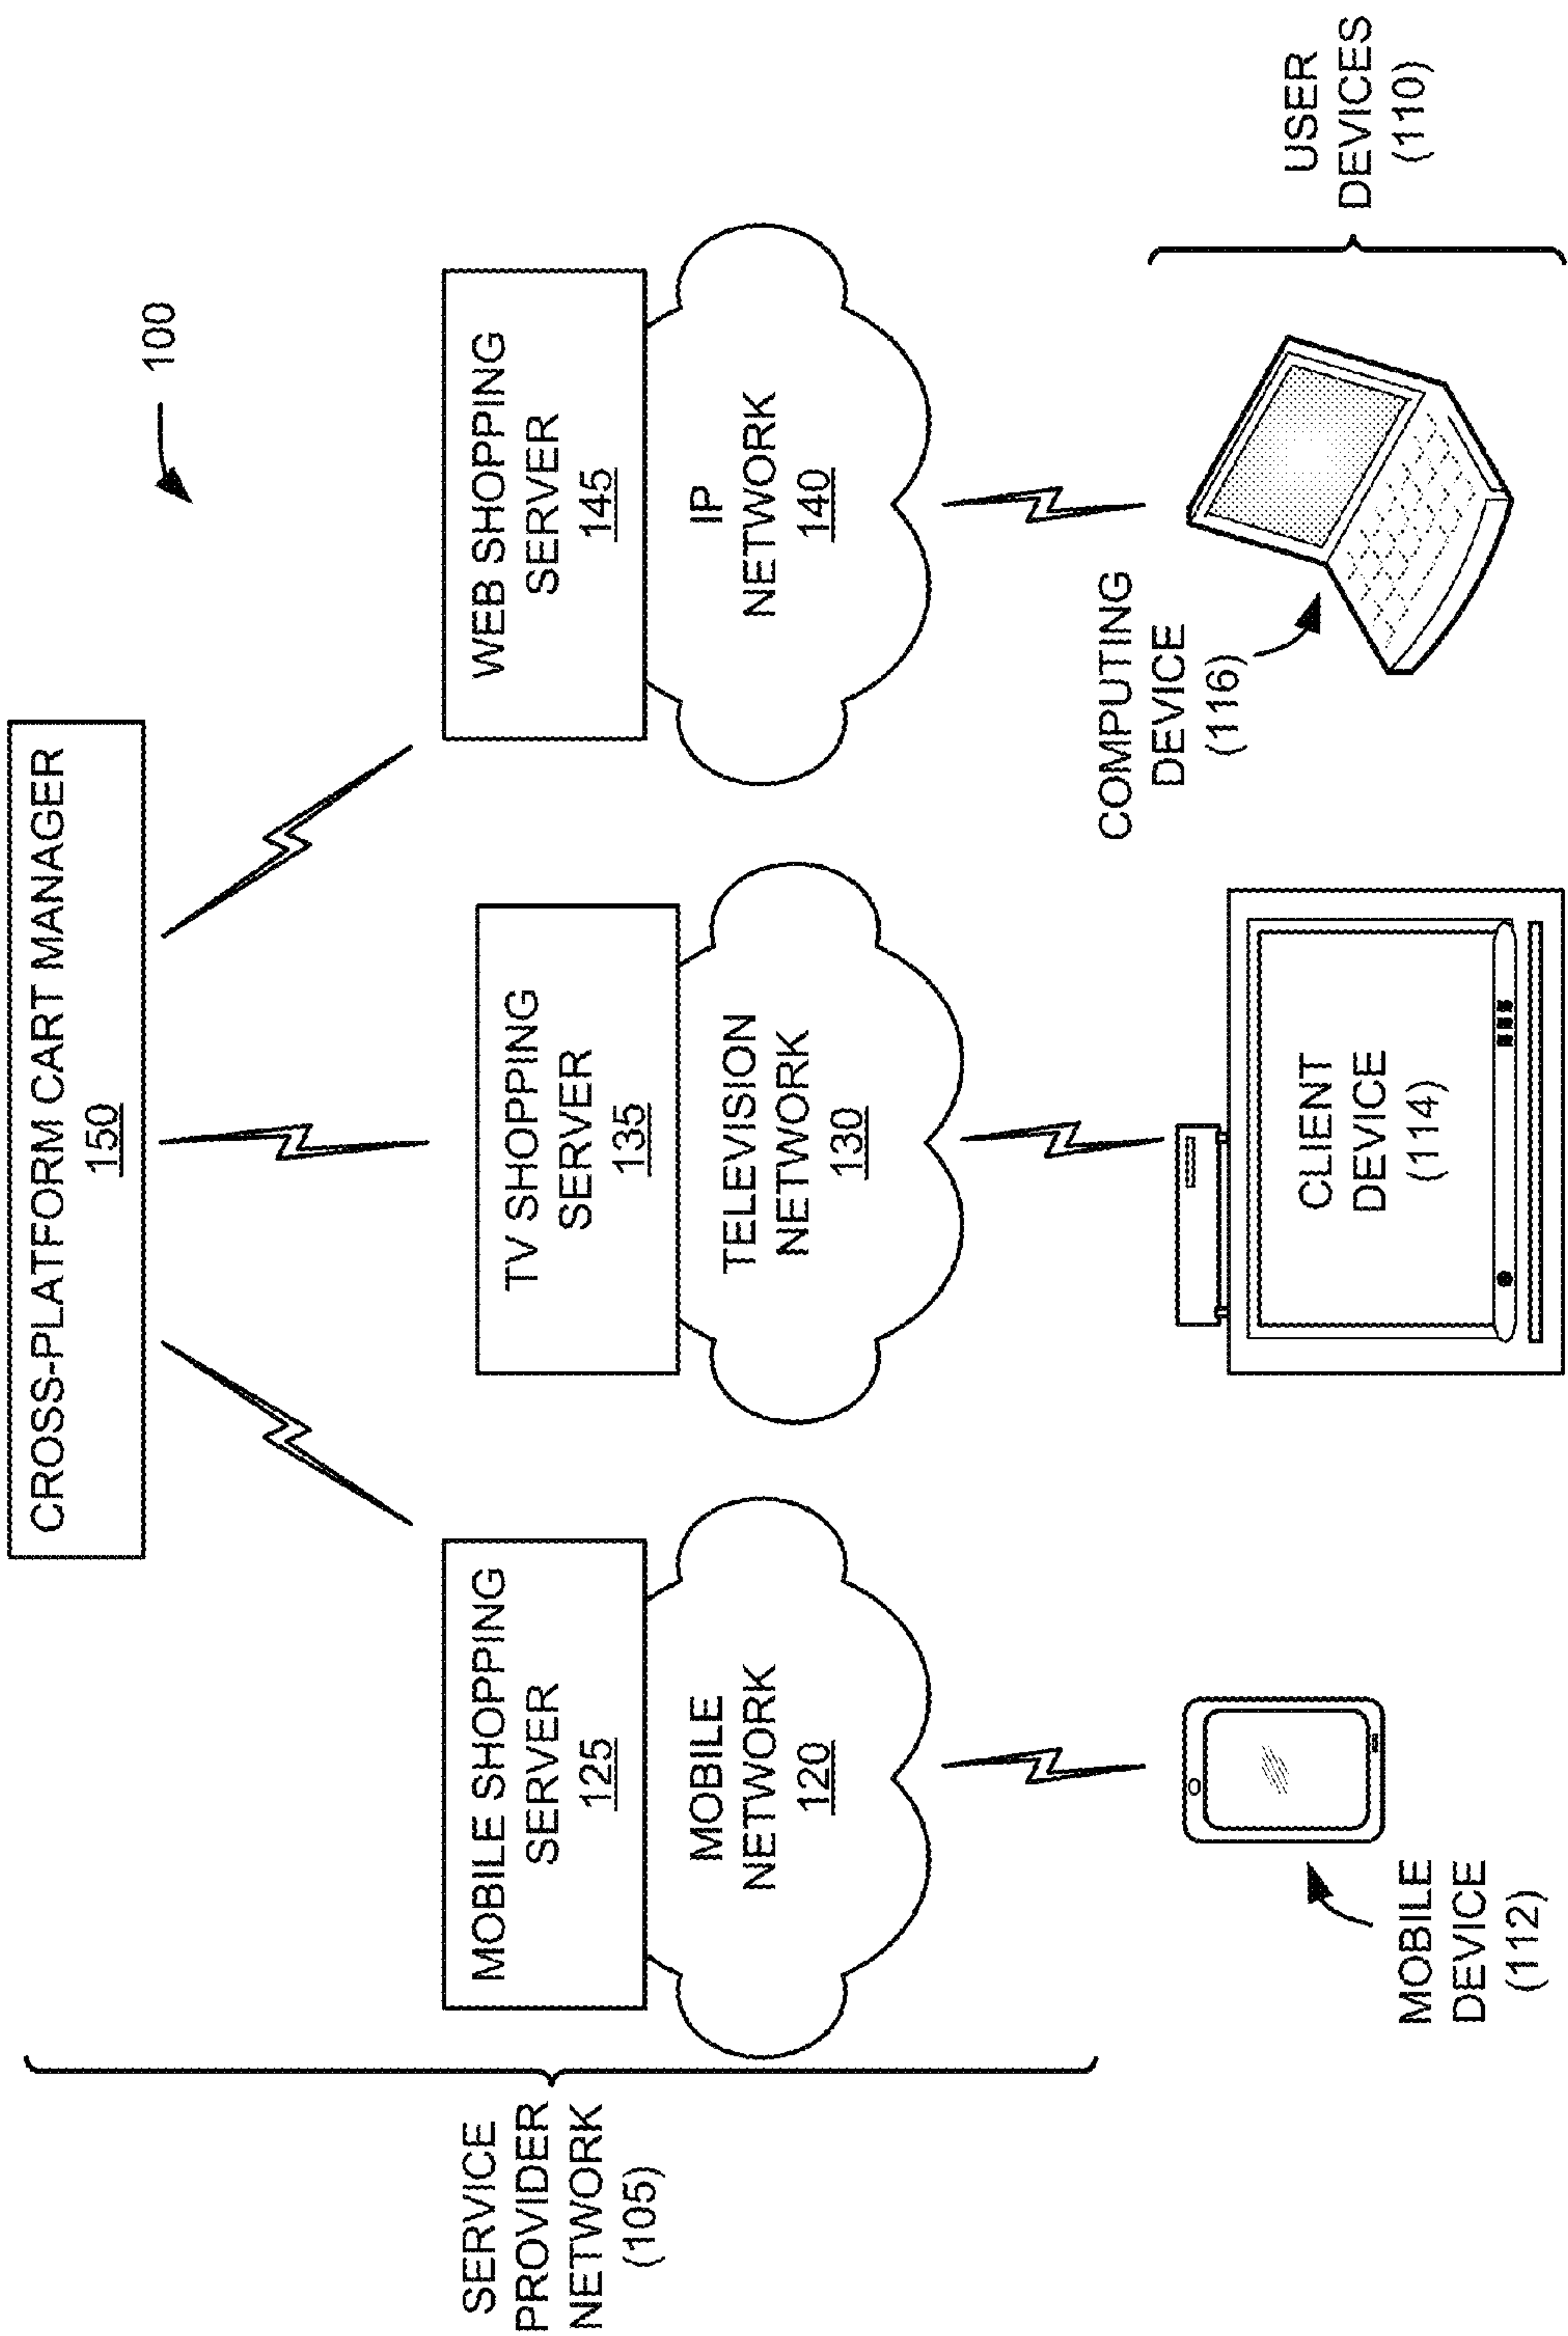 100
CROSS-PLATFORM CART MANAGER
150
SERVICE
PROVIDER
NETWORK
(105)
MOBILE SHOPPING
SERVER
125
MOBILE
NETWORK
120
TV SHOPPING
SERVER
135
TELEVISION
NETWORK
130
WEB SHOPPING
SERVER
145
IP
NETWORK
140
MOBILE
DEVICE
(112)
CLIENT
DEVICE
(114)
COMPUTING
DEVICE
(116)
USER
DEVICES
(110)